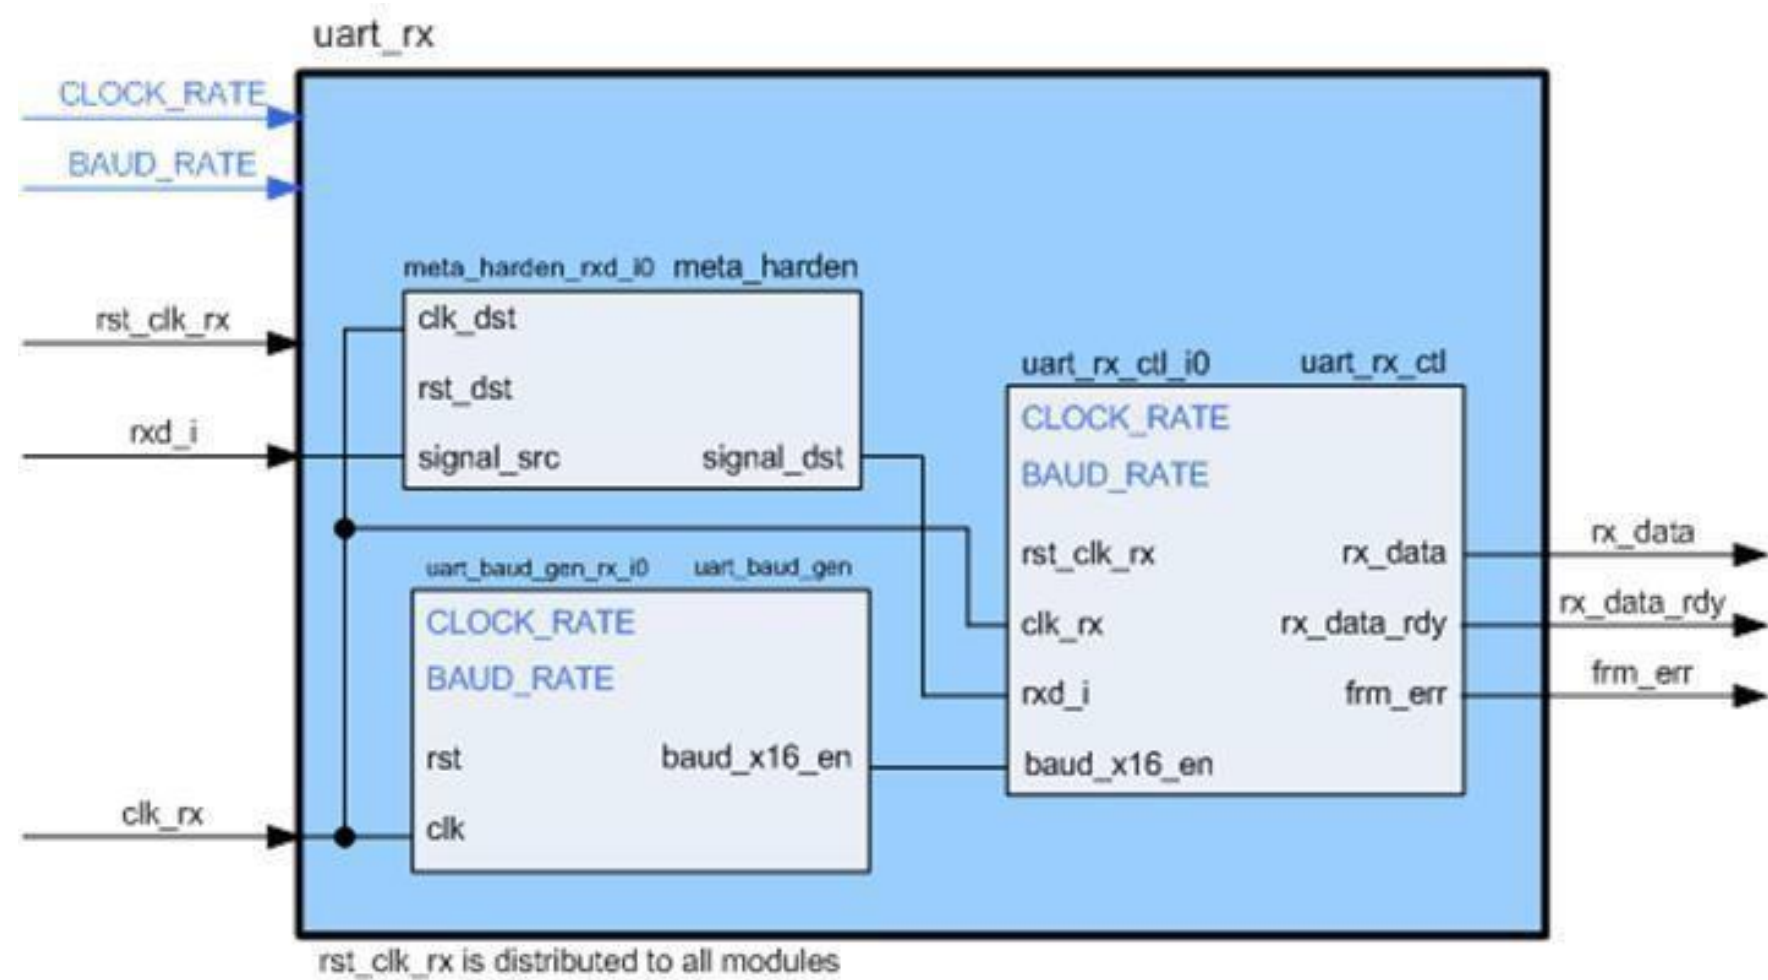 uart_rx
CLOCK_RATE
BAUD_RATE
rst_clk_rx
rxd_i
clk_rx
meta_harden_rxd_i0 meta_harden
clk_dst
rst_dst
signal_src signal_dst
uart_baud_gen_rx_i0 uart_baud_gen
CLOCK_RATE
BAUD_RATE
rst baud_x16_en
clk
uart_rx_ctl_i0 uart_rx_ctl
CLOCK_RATE
BAUD_RATE
rst_clk_rx rx_data
clk_rx rx_data_rdy
rxd_i frm_err
baud_x16_en
rx_data
rx_data_rdy
frm_err
rst_clk_rx is distributed to all modules